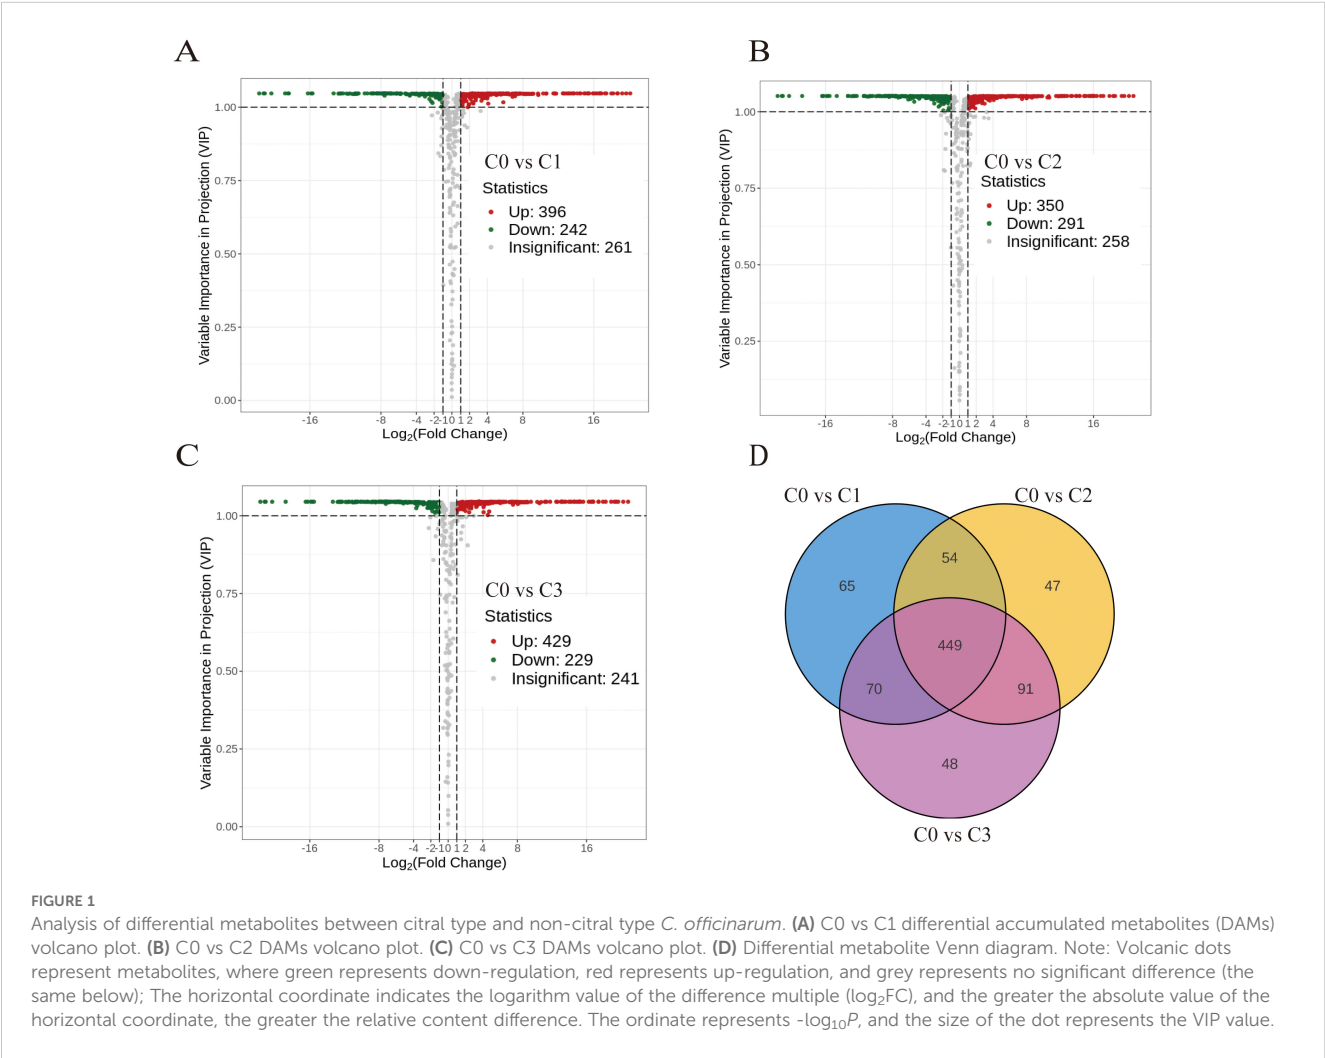 A
1.00
0.75
0.50
0.25
0.00
Variable Importance in Projection (VIP)
C0 vs C1
Statistics
Up: 396
Down: 242
Insignificant: 261
-16 -8 -4 -2 -1 0 1 2 4 8 16
Log2(Fold Change)
B
1.00
0.75
0.50
0.25
Variable Importance in Projection (VIP)
C0 vs C2
Statistics
Up: 350
Down: 291
Insignificant: 258
-16 -8 -4 -2 -1 0 1 2 4 8 16
Log2(Fold Change)
C
1.00
0.75
0.50
0.25
0.00
Variable Importance in Projection (VIP)
C0 vs C3
Statistics
Up: 429
Down: 229
Insignificant: 241
-16 -8 -4 -2 -1 0 1 2 4 8 16
Log2(Fold Change)
D
C0 vs C1 C0 vs C2
54
65 47
449
70 91
48
C0 vs C3
FIGURE 1
Analysis of differential metabolites between citral type and non-citral type C. officinarum. (A) C0 vs C1 differential accumulated metabolites (DAMs)
volcano plot. (B) C0 vs C2 DAMs volcano plot. (C) C0 vs C3 DAMs volcano plot. (D) Differential metabolite Venn diagram. Note: Volcanic dots
represent metabolites, where green represents down-regulation, red represents up-regulation, and grey represents no significant difference (the
same below); The horizontal coordinate indicates the logarithm value of the difference multiple (log2FC), and the greater the absolute value of the
horizontal coordinate, the greater the relative content difference. The ordinate represents -log10P, and the size of the dot represents the VIP value.